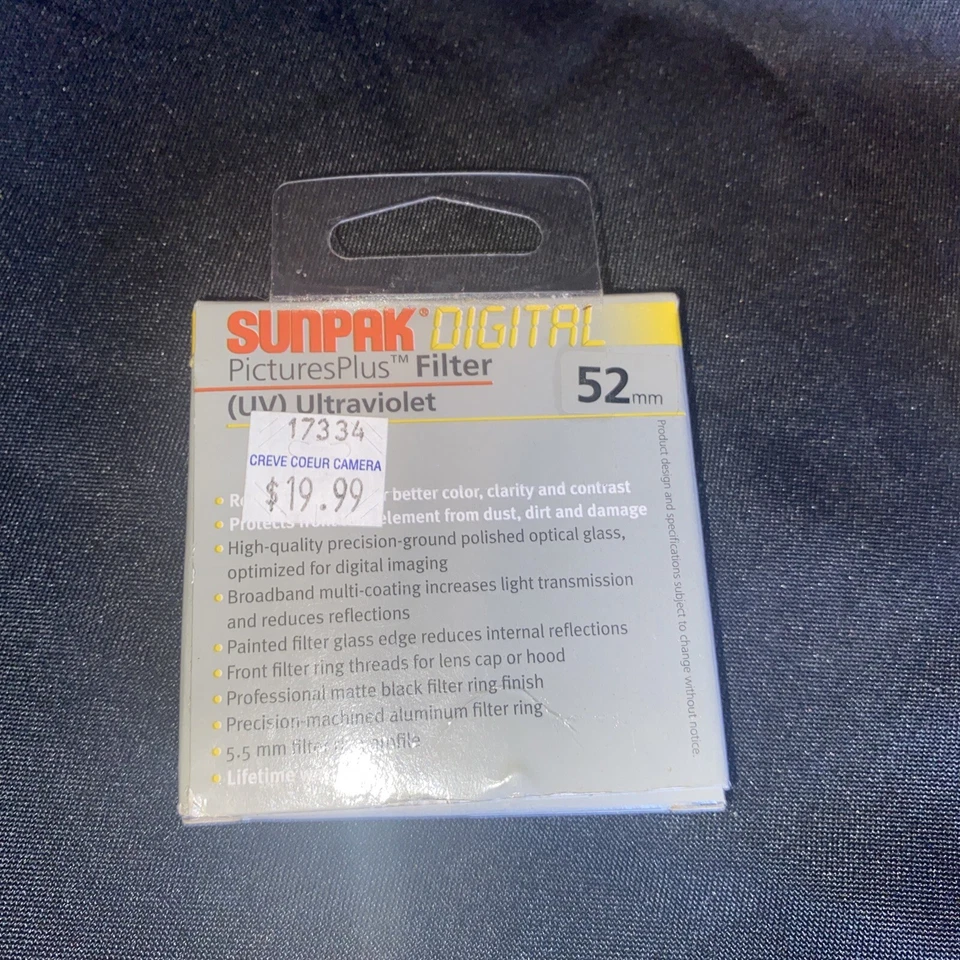 SUNPAK® DIGITAL
PicturesPlus™ Filter
(UV) Ultraviolet
52mm
17334
CREVE COEUR CAMERA
$19.99
better color, clarity and contrast
Protects element from dust, dirt and damage
• High-quality precision-ground polished optical glass,
optimized for digital imaging
• Broadband multi-coating increases light transmission
and reduces reflections
• Painted filter glass edge reduces internal reflections
• Front filter ring threads for lens cap or hood
• Professional matte black filter ring finish
• Precision-machined aluminum filter ring
• 5.5 mm filter
• Lifetime
Product design and specifications subject to change without notice.